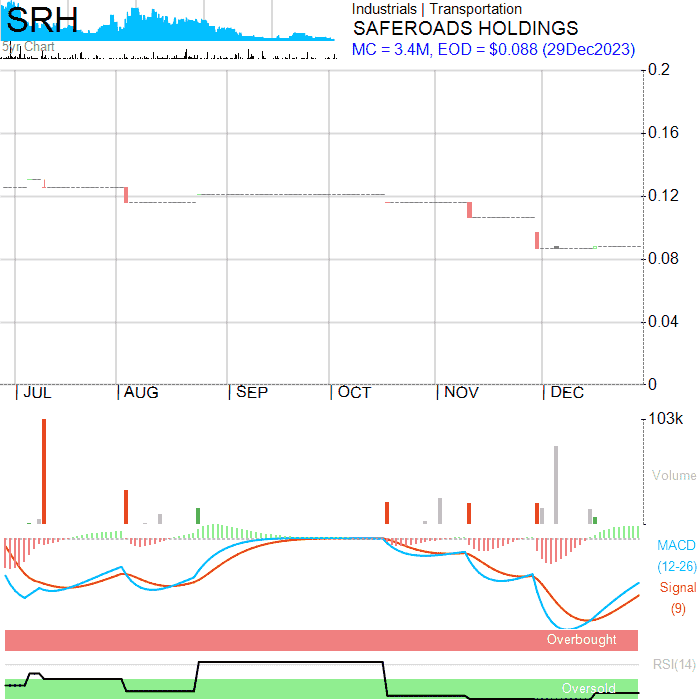 SRH
5yr Chart
Industrials | Transportation
SAFEROADS HOLDINGS
MC = 3.4M, EOD = $0.088 (29Dec2023)
0.2
0.16
0.12
0.08
0.04
0
JUL AUG SEP OCT NOV DEC
103k
Volume
MACD
(12-26)
Signal
(9)
Overbought
RSI(14)
Oversold